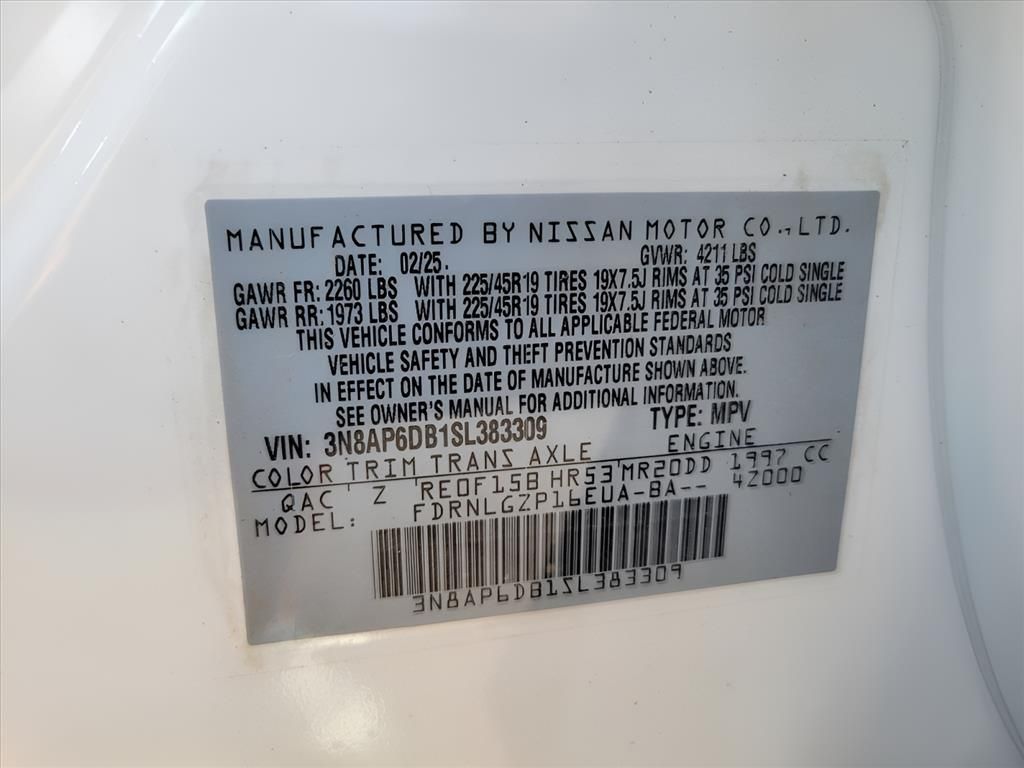 MANUFACTURED BY NISSAN MOTOR CO., LTD.
DATE: 02/25. GVWR: 4211 LBS
GAWR FR: 2260 LBS WITH 225/45R19 TIRES 19X7.5J RIMS AT 35 PSI COLD SINGLE
GAWR RR: 1973 LBS WITH 225/45R19 TIRES 19X7.5J RIMS AT 35 PSI COLD SINGLE
THIS VEHICLE CONFORMS TO ALL APPLICABLE FEDERAL MOTOR
VEHICLE SAFETY AND THEFT PREVENTION STANDARDS
IN EFFECT ON THE DATE OF MANUFACTURE SHOWN ABOVE.
SEE OWNER'S MANUAL FOR ADDITIONAL INFORMATION.
VIN: 3N8AP6DB1SL383309 TYPE: MPV
COLOR TRIM TRANS AXLE ENGINE
QAC Z RE0F15B HR53 MR20DD 1997 CC
MODEL: FDRNLGZP16EUA-BA-- 4Z000
3N8AP6DB1SL383309